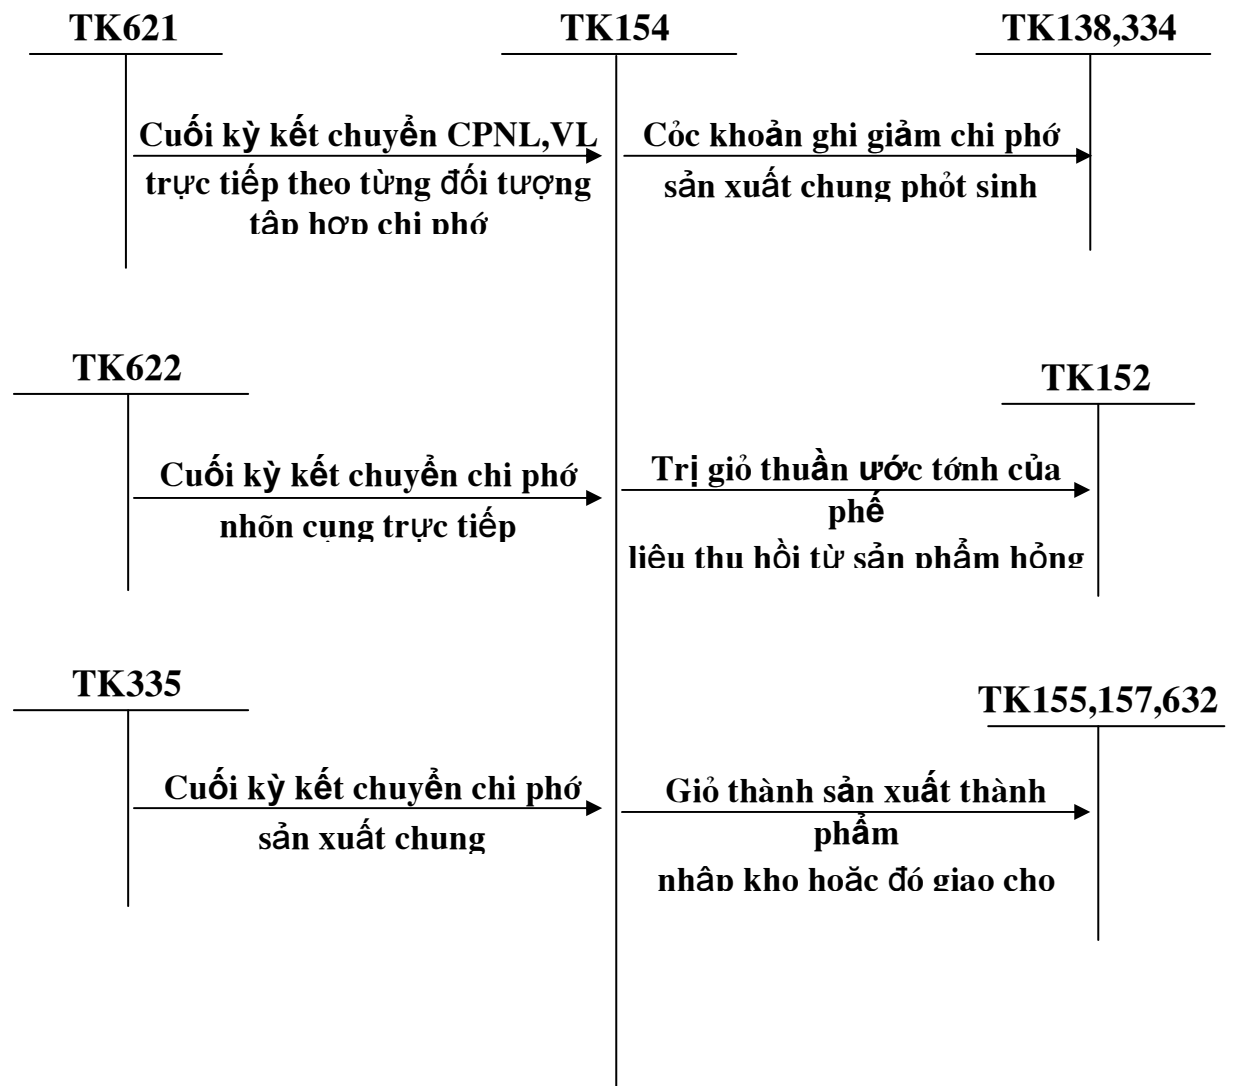 TK621
TK154
TK138,334
Cuối kỳ kết chuyển CPNL,VL
trực tiếp theo từng đối tượng
tập hợp chi phớ
Cỏc khoản ghi giảm chi phớ
sản xuất chung phỏt sinh
TK622
TK152
Cuối kỳ kết chuyển chi phớ
nhõn cụng trực tiếp
Trị giỏ thuần ước tớnh của
phế
liệu thu hồi từ sản phẩm hỏng
TK335
TK155,157,632
Cuối kỳ kết chuyển chi phớ
sản xuất chung
Giỏ thành sản xuất thành
phẩm
nhập kho hoặc đó giao cho